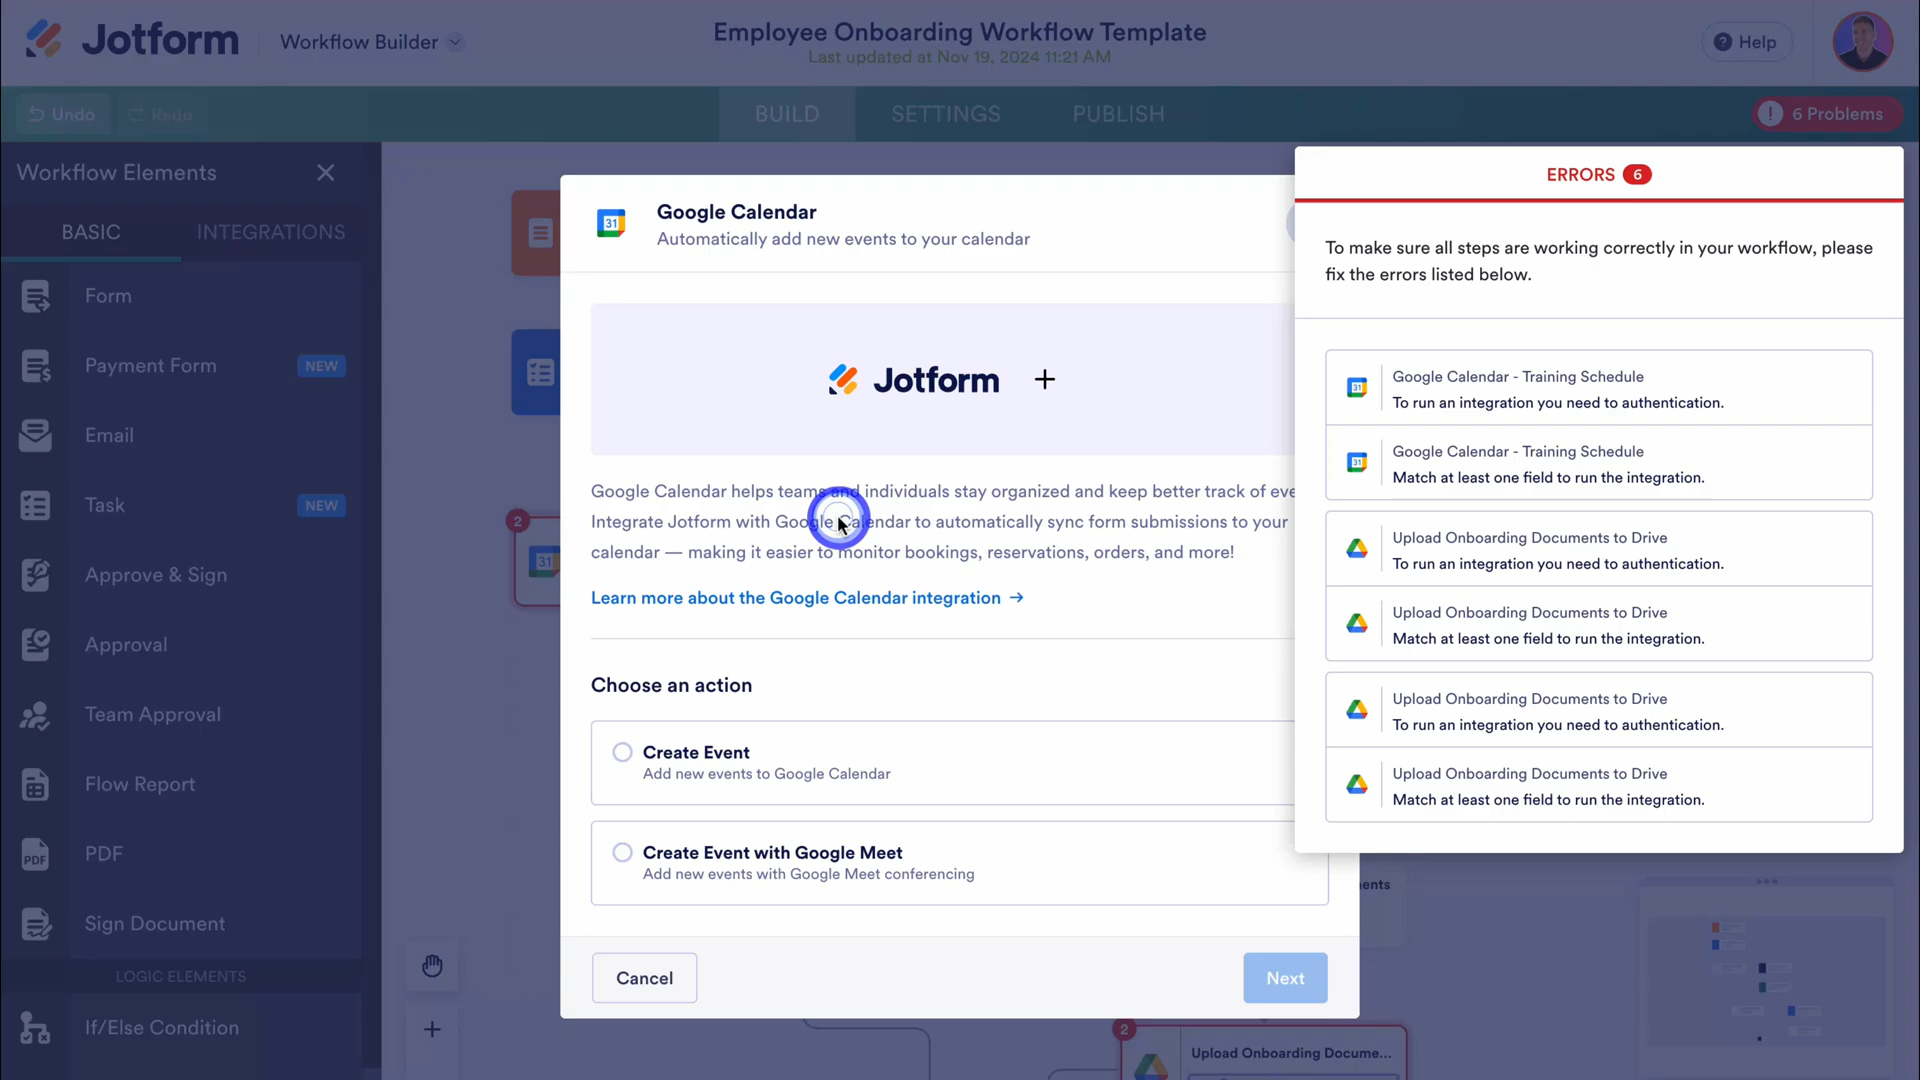 Jotform
Workflow Builder
Employee Onboarding Workflow Template
Last updated at Nov 19, 2024 11:21 AM
Help
Undo
Redo
BUILD
SETTINGS
PUBLISH
6 Problems
Workflow Elements
BASIC
INTEGRATIONS
Form
Payment Form
NEW
Email
Task
NEW
Approve & Sign
Approval
Team Approval
Flow Report
PDF
PDF
Sign Document
LOGIC ELEMENTS
If/Else Condition
2
31
31
Google Calendar
Automatically add new events to your calendar
Jotform +
Google Calendar helps teams and individuals stay organized and keep better track of eve
Integrate Jotform with Google Calendar to automatically sync form submissions to your
calendar — making it easier to monitor bookings, reservations, orders, and more!
Learn more about the Google Calendar integration →
Choose an action
Create Event
Add new events to Google Calendar
Create Event with Google Meet
Add new events with Google Meet conferencing
Cancel
Next
ERRORS 6
To make sure all steps are working correctly in your workflow, please
fix the errors listed below.
31
Google Calendar - Training Schedule
To run an integration you need to authentication.
31
Google Calendar - Training Schedule
Match at least one field to run the integration.
Upload Onboarding Documents to Drive
To run an integration you need to authentication.
Upload Onboarding Documents to Drive
Match at least one field to run the integration.
Upload Onboarding Documents to Drive
To run an integration you need to authentication.
Upload Onboarding Documents to Drive
Match at least one field to run the integration.
ents
2
Upload Onboarding Docume...